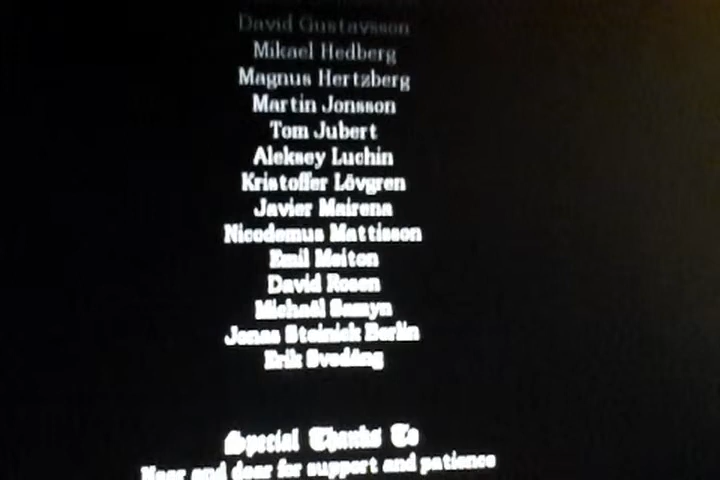 David Gustavsson
Mikael Hedberg
Magnus Hertzberg
Martin Jonsson
Tom Jubert
Aleksey Luchin
Kristoffer Lövgren
Javier Mairena
Nicodemus Mattisson
Emil Meiton
David Rosen
Michaël Samyn
Jonas Steinick Berlin
Erik Svedäng
Special Thanks To
Near and dear for support and patience